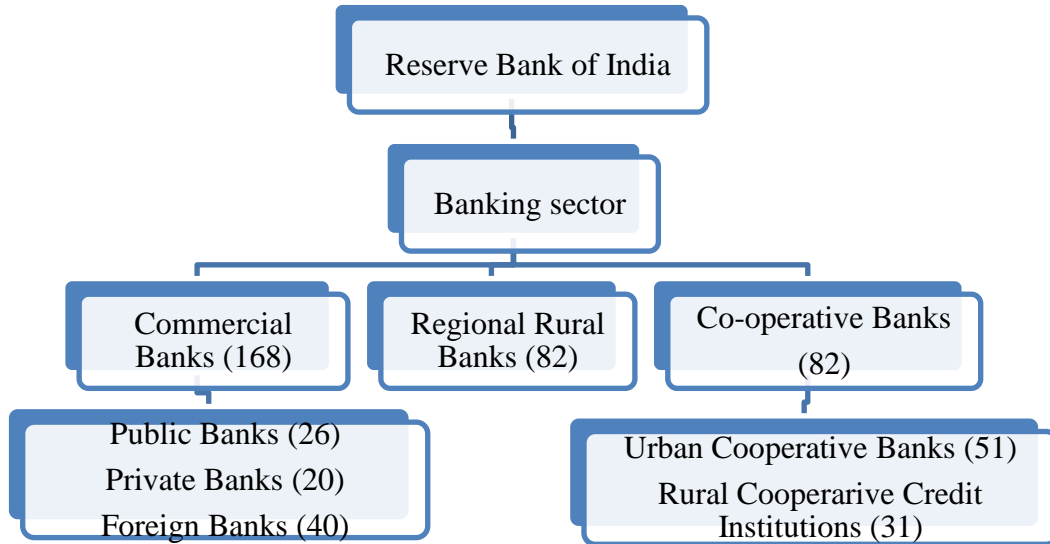 Reserve Bank of India
Banking sector
Commercial
Banks (168)
Regional Rural
Banks (82)
Co-operative Banks
(82)
Public Banks (26)
Private Banks (20)
Foreign Banks (40)
Urban Cooperative Banks (51)
Rural Cooperarive Credit
Institutions (31)